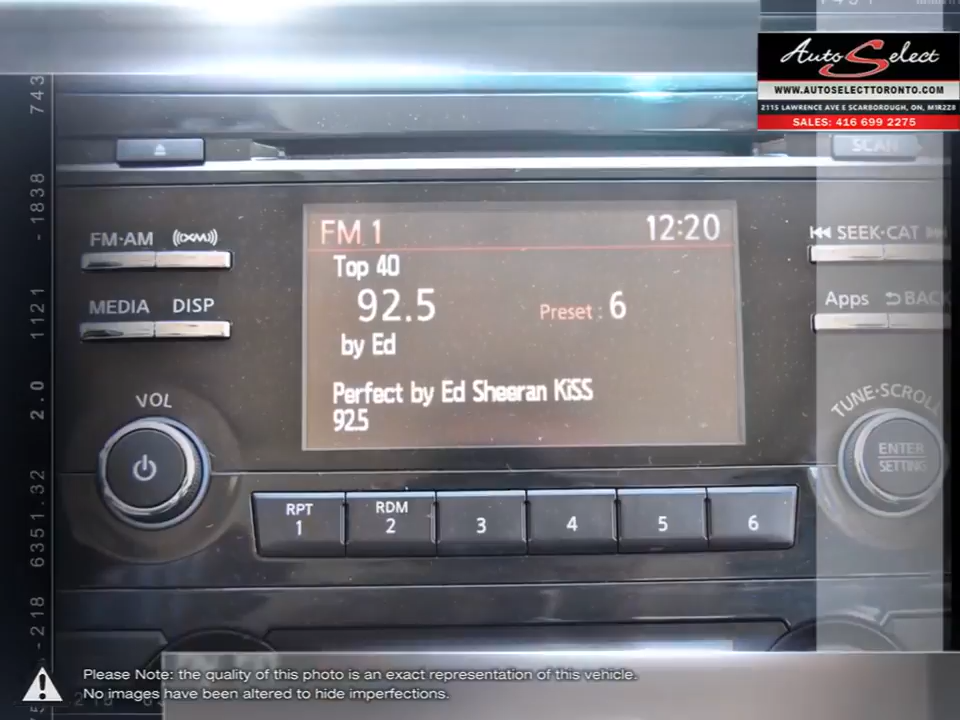 Auto Select
WWW.AUTOSELECTTORONTO.COM
2115 LAWRENCE AVE E SCARBOROUGH, ON, M1R2Z8
SALES: 416 699 2275
SCAN
FM·AM
XM
SEEK·CAT
MEDIA DISP
Apps BACK
FM 1 12:20
Top 40
92.5 Preset : 6
by Ed
Perfect by Ed Sheeran KiSS
92.5
VOL
TUNE·SCROLL
ENTER
SETTING
RPT
1
RDM
2
3
4
5
6
743
- 1838
1121
2.0
6351.32
- 218
Please Note: the quality of this photo is an exact representation of this vehicle.
No images have been altered to hide imperfections.